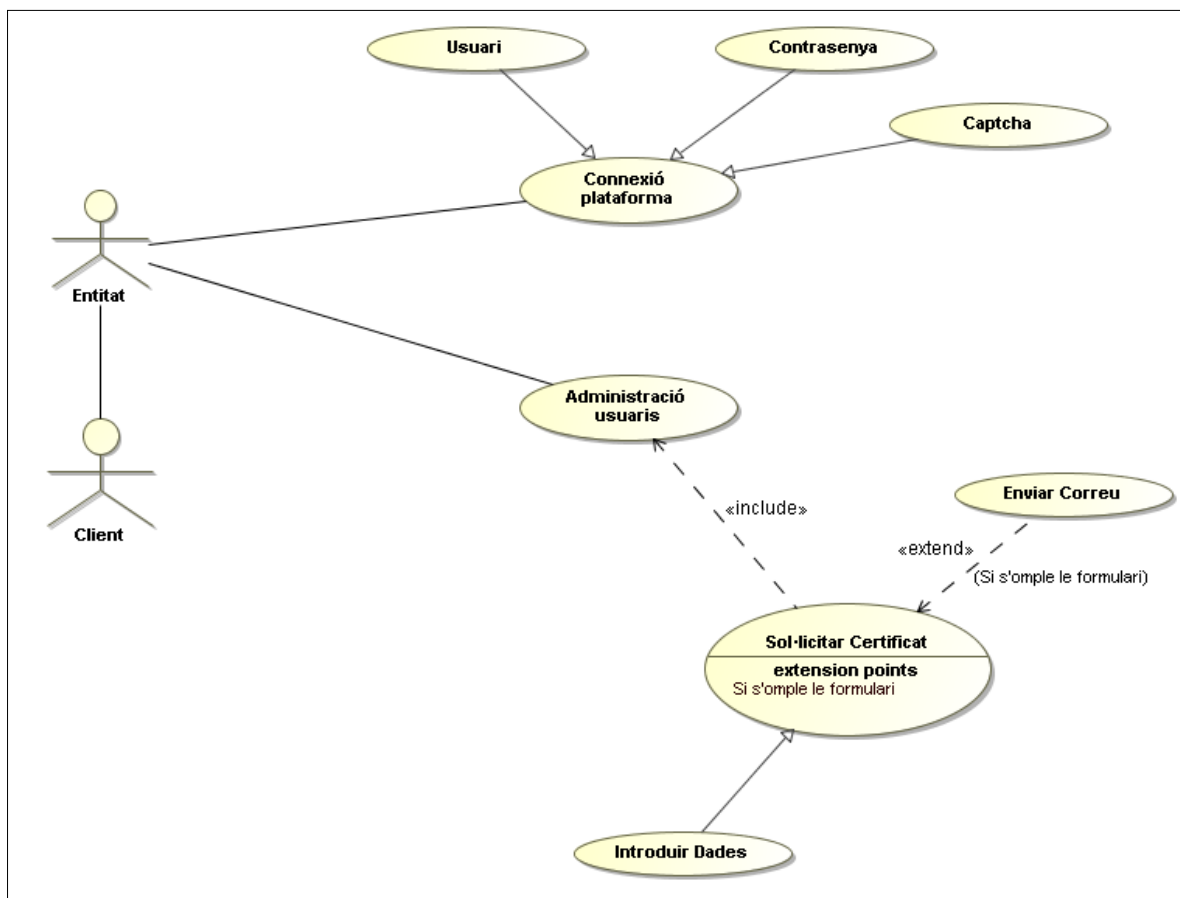 Usuari
Contrasenya
Captcha
Connexió
plataforma
Entitat
Administració
usuaris
Client
Enviar Correu
«include»
«extend»
(Si s'omple le formulari)
Sol·licitar Certificat
extension points
Si s'omple le formulari
Introduir Dades